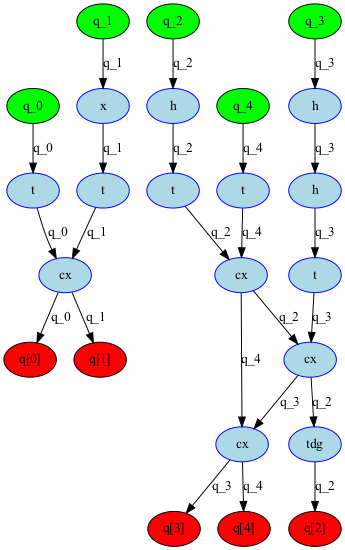 q_1 q_2 q_3
q_1 q_2 q_3
q_0 x h q_4 h
q_0 q_1 q_2 q_4 q_3
t t t t h
q_0 q_1 q_2 q_4 q_3
cx cx t
q_0 q_1 q_2 q_3
q[0] q[1] q_4 cx
q_3 q_2
cx tdg
q_3 q_4 q_2
q[3] q[4] q[2]